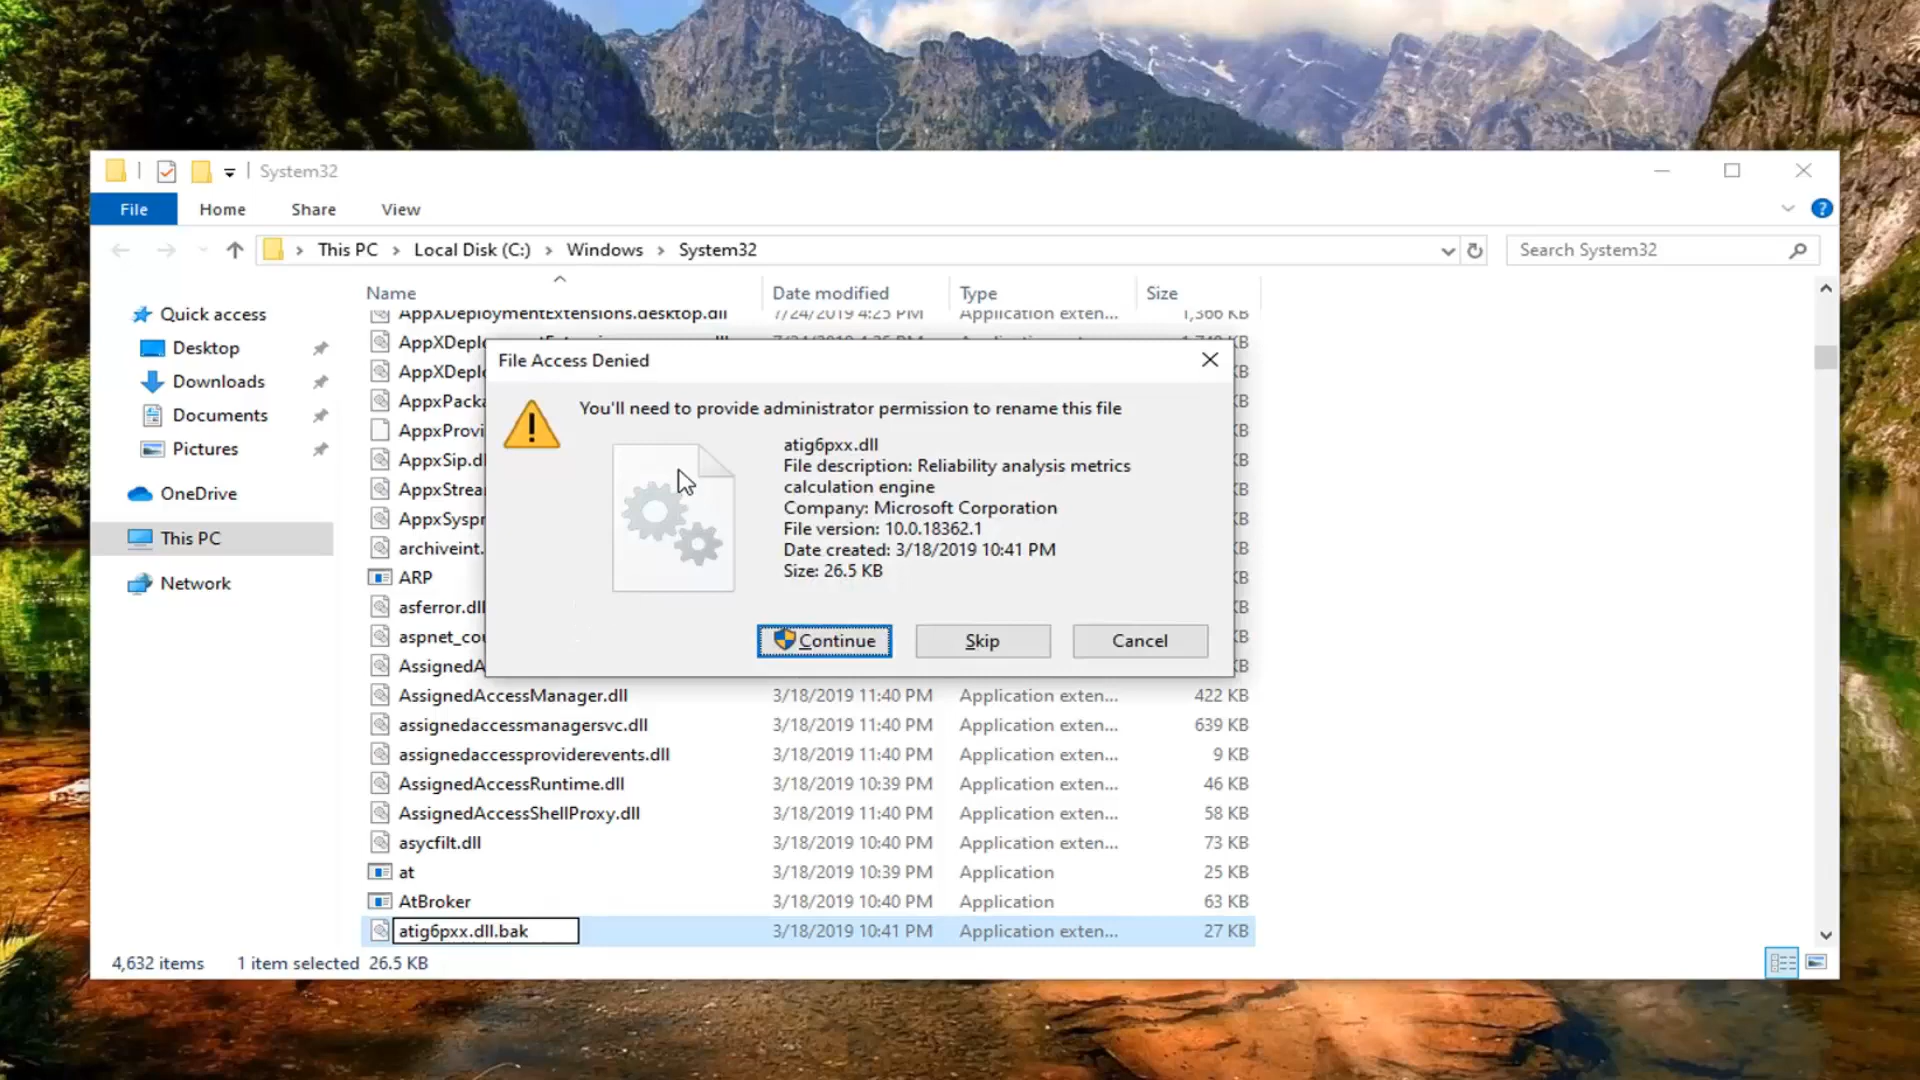 System32
File Home Share View
This PC Local Disk (C:) Windows System32
Search System32
Name Date modified Type Size
Quick access
Desktop
Downloads
Documents
Pictures
OneDrive
This PC
Network
AppXDeploymentExtensions.desktop.dll 7/24/2019 4:25 PM Application exten... 1,366 KB
AppXDeplo
AppXDepl
AppxPacka
AppxProvi
AppxSip.d
AppxStrea
AppxSyspr
archiveint.
ARP
asferror.dll
aspnet_cou
AssignedA
File Access Denied
You'll need to provide administrator permission to rename this file
atig6pxx.dll
File description: Reliability analysis metrics
calculation engine
Company: Microsoft Corporation
File version: 10.0.18362.1
Date created: 3/18/2019 10:41 PM
Size: 26.5 KB
Continue Skip Cancel
AssignedAccessManager.dll 3/18/2019 11:40 PM Application exten... 422 KB
assignedaccessmanagersvc.dll 3/18/2019 11:40 PM Application exten... 639 KB
assignedaccessproviderevents.dll 3/18/2019 11:40 PM Application exten... 9 KB
AssignedAccessRuntime.dll 3/18/2019 10:39 PM Application exten... 46 KB
AssignedAccessShellProxy.dll 3/18/2019 11:40 PM Application exten... 58 KB
asycfilt.dll 3/18/2019 10:40 PM Application exten... 73 KB
at 3/18/2019 10:39 PM Application 25 KB
AtBroker 3/18/2019 10:40 PM Application 63 KB
atig6pxx.dll.bak 3/18/2019 10:41 PM Application exten... 27 KB
4,632 items 1 item selected 26.5 KB